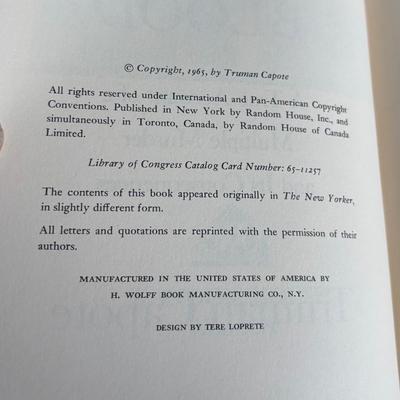 © Copyright, 1965, by Truman Capote
All rights reserved under International and Pan-American Copyright
Conventions. Published in New York by Random House, Inc., and
simultaneously in Toronto, Canada, by Random House of Canada
Limited.
Library of Congress Catalog Card Number: 65-11257
The contents of this book appeared originally in The New Yorker,
in slightly different form.
All letters and quotations are reprinted with the permission of their
authors.
MANUFACTURED IN THE UNITED STATES OF AMERICA BY
H. WOLFF BOOK MANUFACTURING CO., N.Y.
DESIGN BY TERE LOPRETE